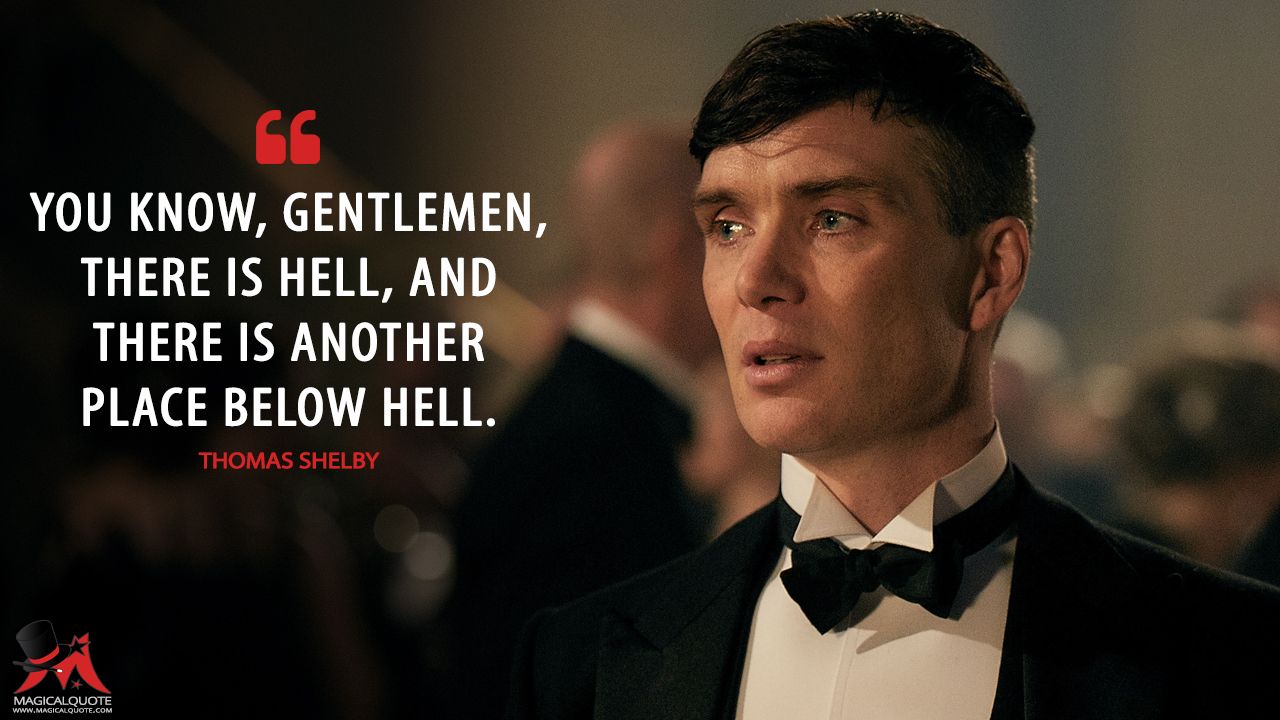 YOU KNOW, GENTLEMEN,
THERE IS HELL, AND
THERE IS ANOTHER
PLACE BELOW HELL.
THOMAS SHELBY
MAGICALQUOTE
WWW.MAGICALQUOTE.COM